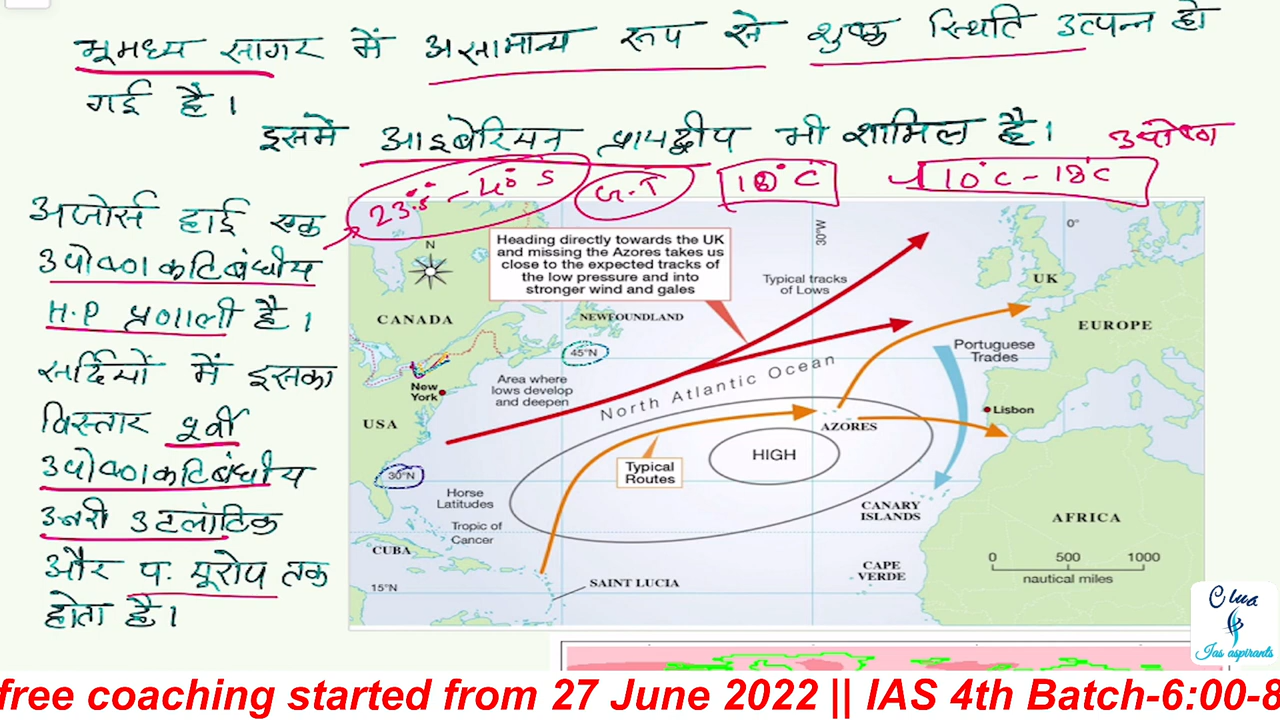 भूमध्य सागर में असामान्य रूप से शुष्क स्थिति उत्पन्न हो
गई है।
इसमें आइबेरियन प्रायद्वीप भी शामिल है।
उपोष्ण
23.5° - 40° S
G.T
18°C
10°C - 18°C
अजोर्स हाई एक
उपोष्णकटिबंधीय
H.P प्रणाली है।
सर्दियों में इसका
विस्तार पूर्वी
उपोष्णकटिबंधीय
उत्तरी अटलांटिक
और प. यूरोप तक
होता है।
N
Heading directly towards the UK
and missing the Azores takes us
close to the expected tracks of
the low pressure and into
stronger wind and gales
30°W
0°
Typical tracks
of Lows
UK
CANADA
NEWFOUNDLAND
EUROPE
45°N
Portuguese
Trades
New
York
Area where
lows develop
and deepen
North Atlantic Ocean
Lisbon
USA
AZORES
HIGH
Typical
Routes
30°N
Horse
Latitudes
CANARY
ISLANDS
AFRICA
Tropic of
Cancer
CUBA
CAPE
VERDE
0 500 1000
nautical miles
15°N
SAINT LUCIA
Clua
Ias aspirants
free coaching started from 27 June 2022 || IAS 4th Batch-6:00-8